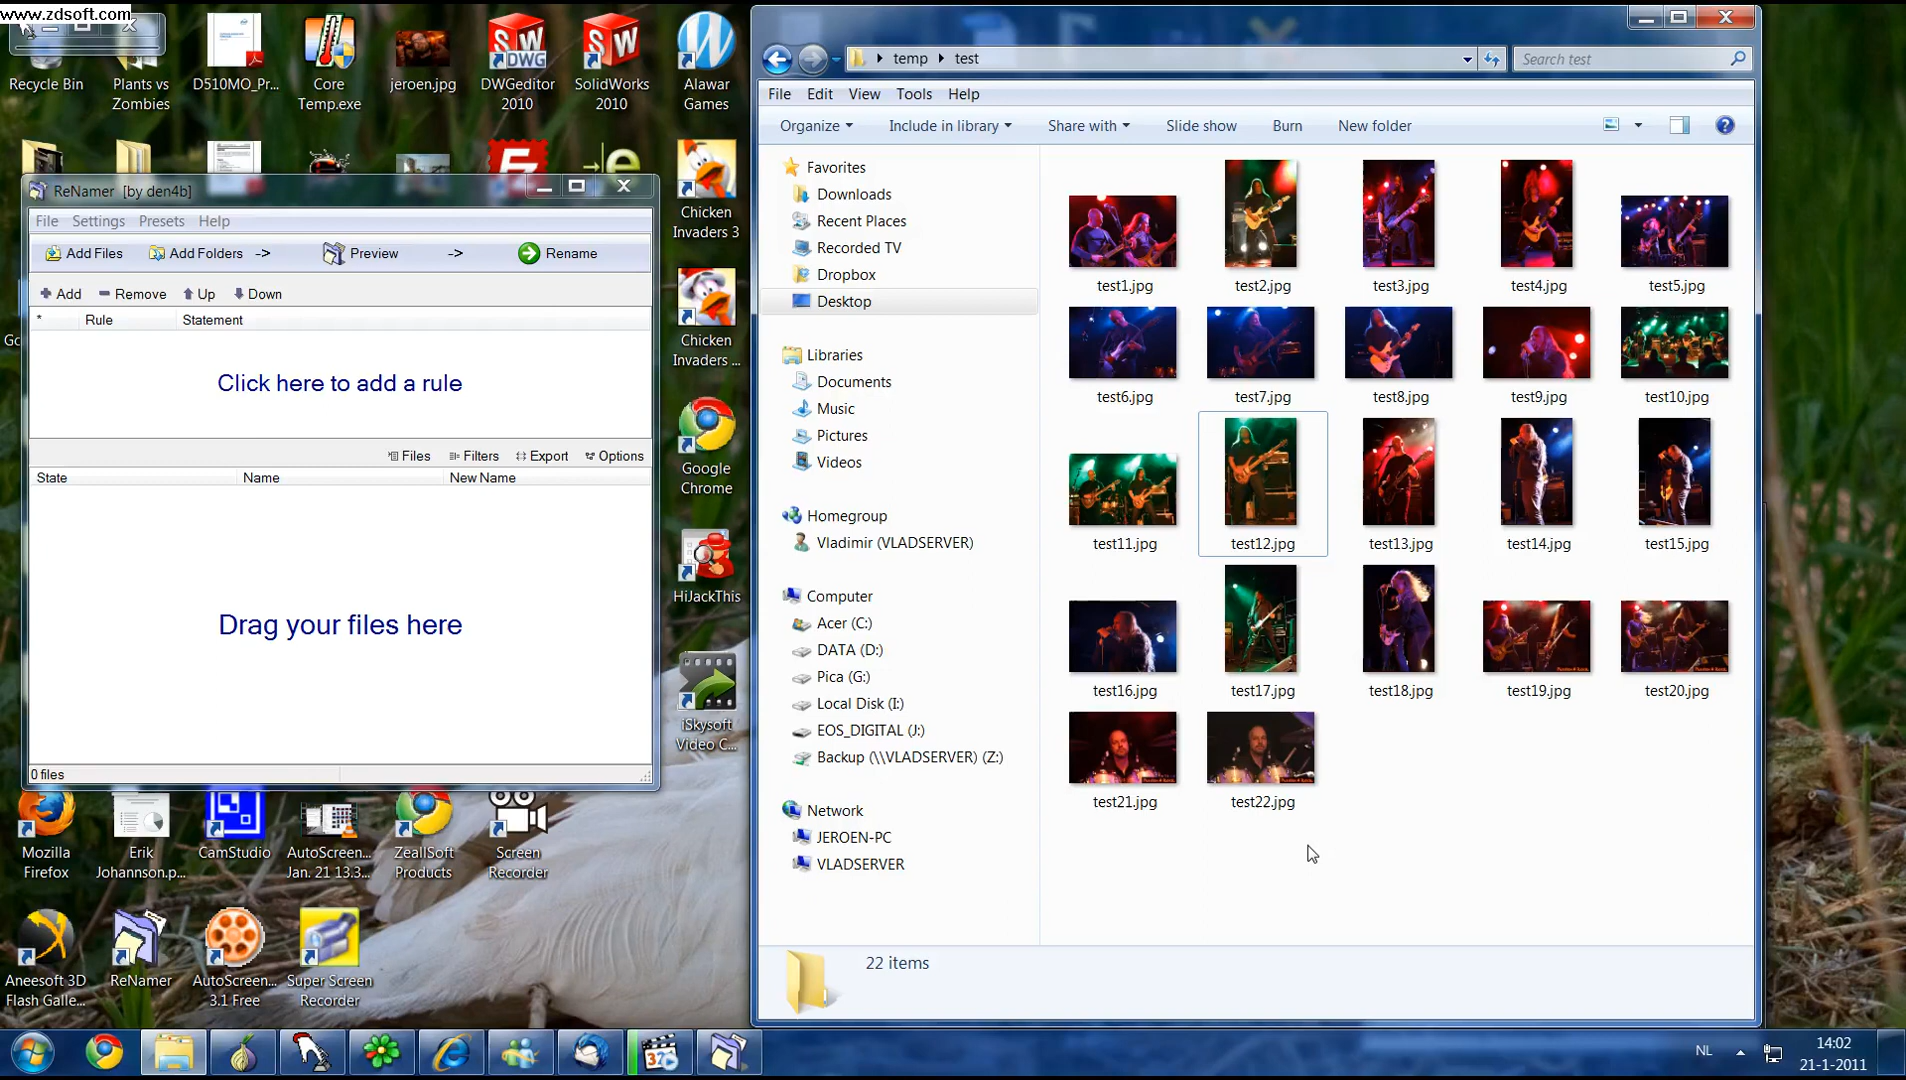 www.zdsoft.com
Recycle Bin
Plants vs
Zombies
D510MO_Pr...
Core
Temp.exe
jeroen.jpg
DWGeditor
2010
SolidWorks
2010
Alawar
Games
Chicken
Invaders 3
Chicken
Invaders ...
Google
Chrome
HiJackThis
iSkysoft
Video C...
ReNamer [by den4b]
File Settings Presets Help
Add Files Add Folders -> Preview -> Rename
Add Remove Up Down
* Rule Statement
Click here to add a rule
Files Filters Export Options
State Name New Name
Drag your files here
0 files
Mozilla
Firefox
Erik
Johannson.p...
CamStudio
AutoScreen...
Jan. 21 13.3...
ZeallSoft
Products
Screen
Recorder
Aneesoft 3D
Flash Galle...
ReNamer
AutoScreen...
3.1 Free
Super Screen
Recorder
temp test
Search test
File Edit View Tools Help
Organize Include in library Share with Slide show Burn New folder
Favorites
Downloads
Recent Places
Recorded TV
Dropbox
Desktop
Libraries
Documents
Music
Pictures
Videos
Homegroup
Vladimir (VLADSERVER)
Computer
Acer (C:)
DATA (D:)
Pica (G:)
Local Disk (I:)
EOS_DIGITAL (J:)
Backup (\\VLADSERVER) (Z:)
Network
JEROEN-PC
VLADSERVER
test1.jpg test2.jpg test3.jpg test4.jpg test5.jpg
test6.jpg test7.jpg test8.jpg test9.jpg test10.jpg
test11.jpg test12.jpg test13.jpg test14.jpg test15.jpg
test16.jpg test17.jpg test18.jpg test19.jpg test20.jpg
test21.jpg test22.jpg
22 items
NL
14:02
21-1-2011